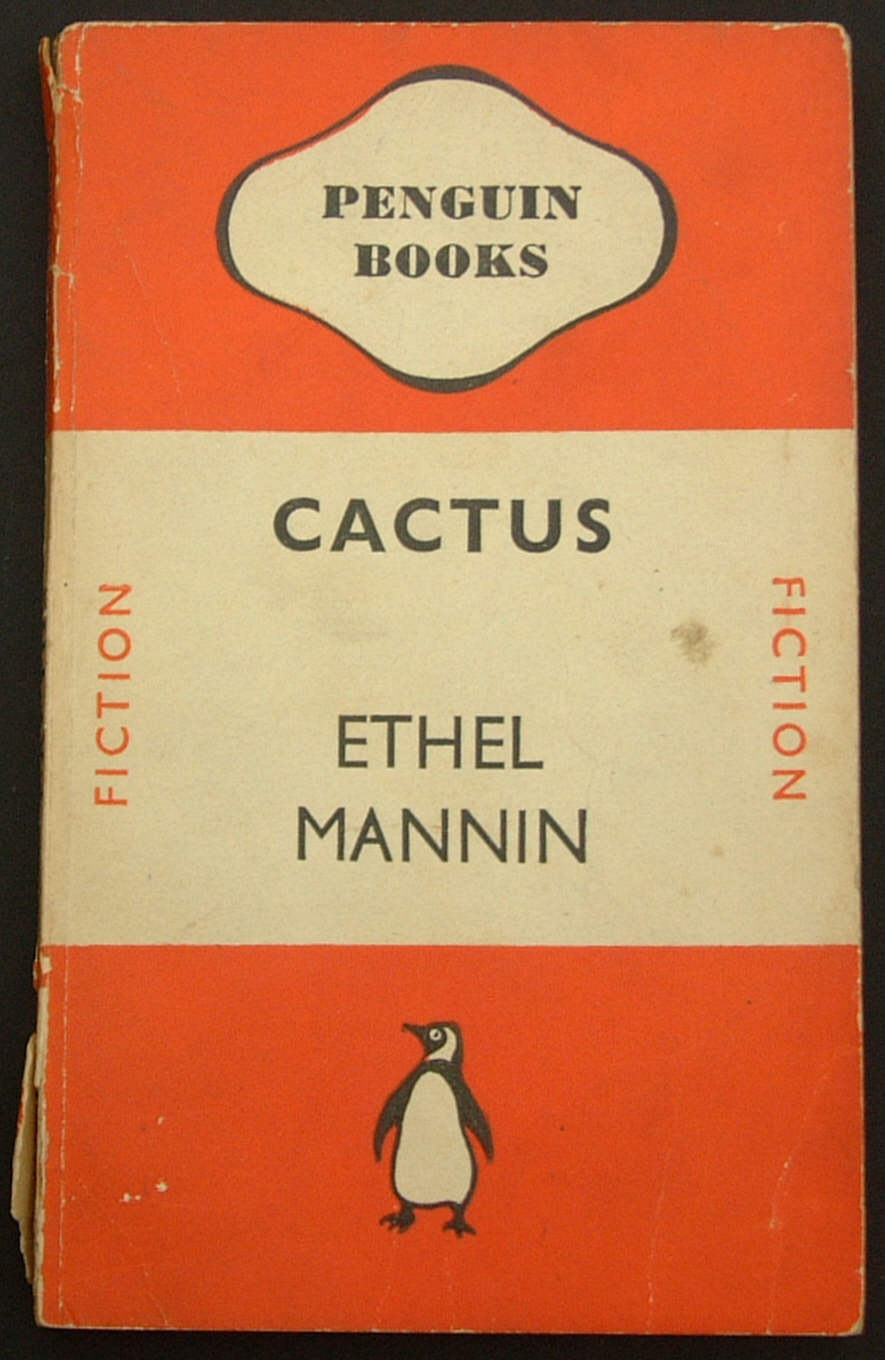 PENGUIN
BOOKS
CACTUS
FICTION
FICTION
ETHEL
MANNIN